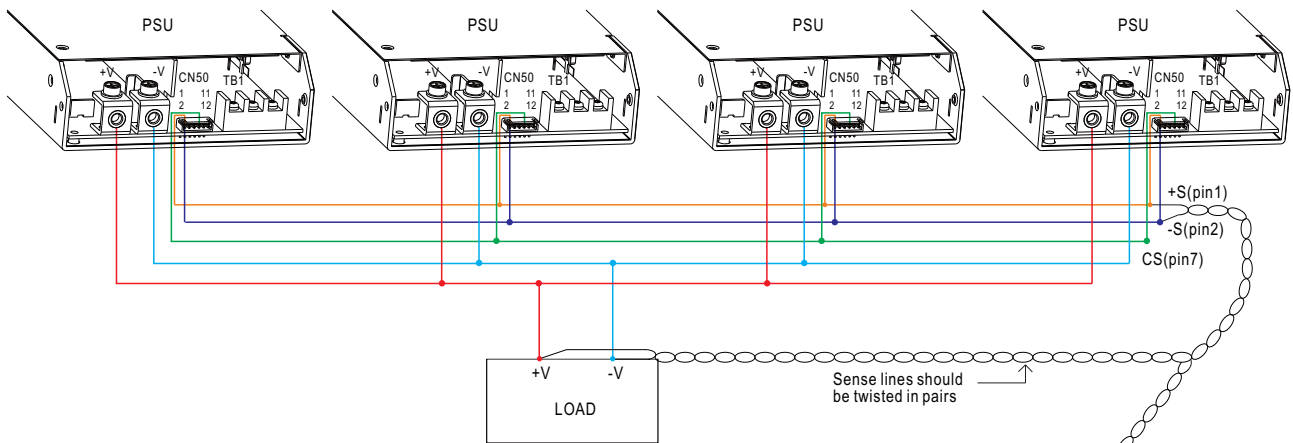 PSU PSU PSU PSU
+V -V CN50 TB1 +V -V CN50 TB1 +V -V CN50 TB1 +V -V CN50 TB1
1 11 1 11 1 11 1 11
2 12 2 12 2 12 2 12
+S(pin1)
-S(pin2)
CS(pin7)
+V -V
LOAD
Sense lines should
be twisted in pairs